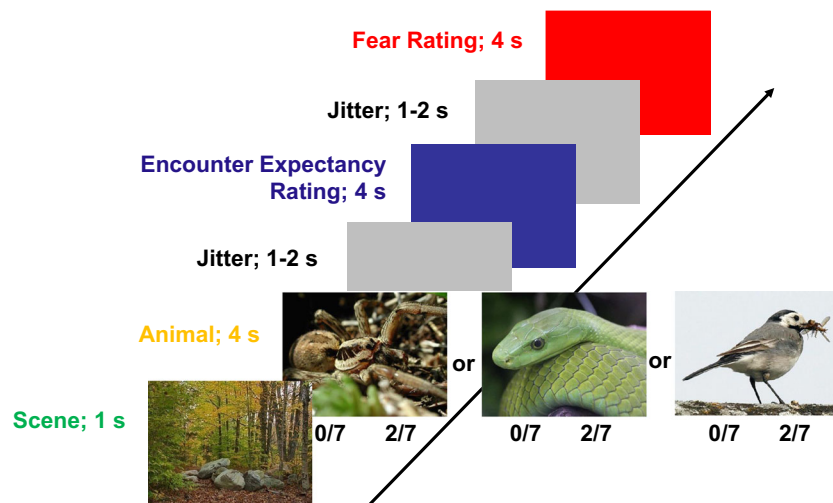 Fear Rating; 4 s
Jitter; 1-2 s
Encounter Expectancy
Rating; 4 s
Jitter; 1-2 s
Animal; 4 s
or
or
Scene; 1 s
0/7 2/7
0/7 2/7
0/7 2/7